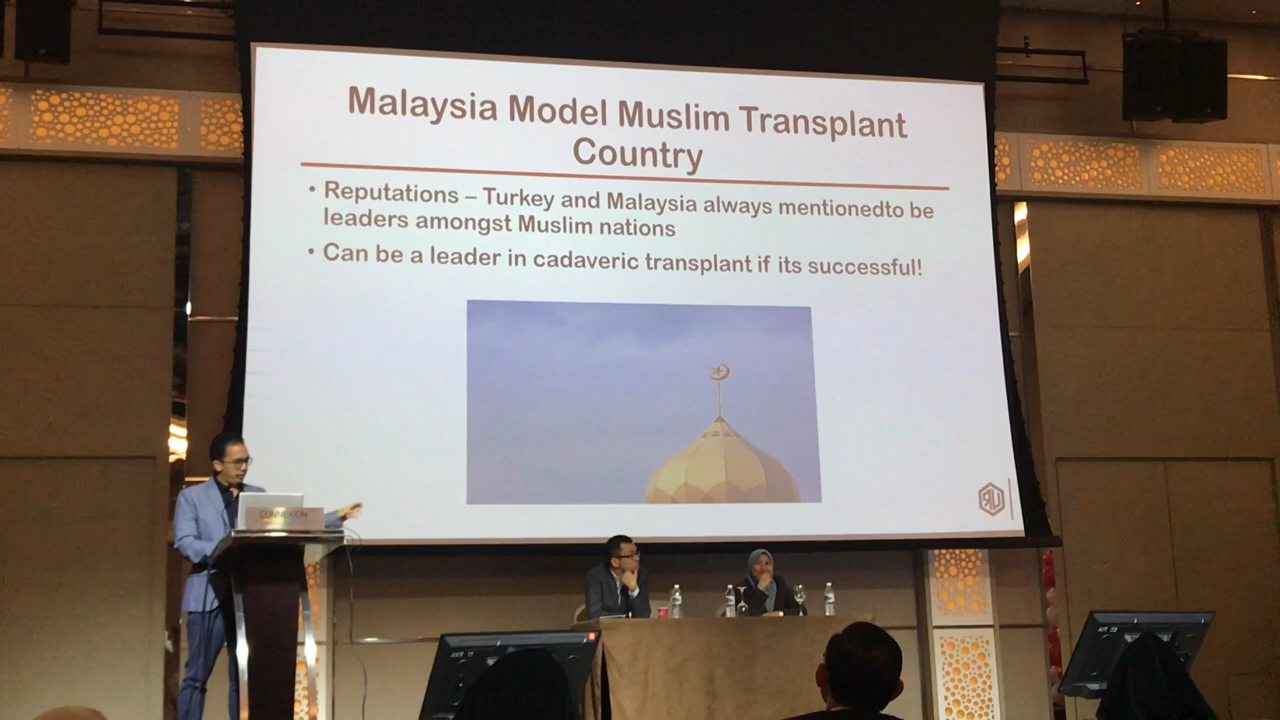 Malaysia Model Muslim Transplant
Country
• Reputations – Turkey and Malaysia always mentionedto be
leaders amongst Muslim nations
• Can be a leader in cadaveric transplant if its successful!
CONNEXION